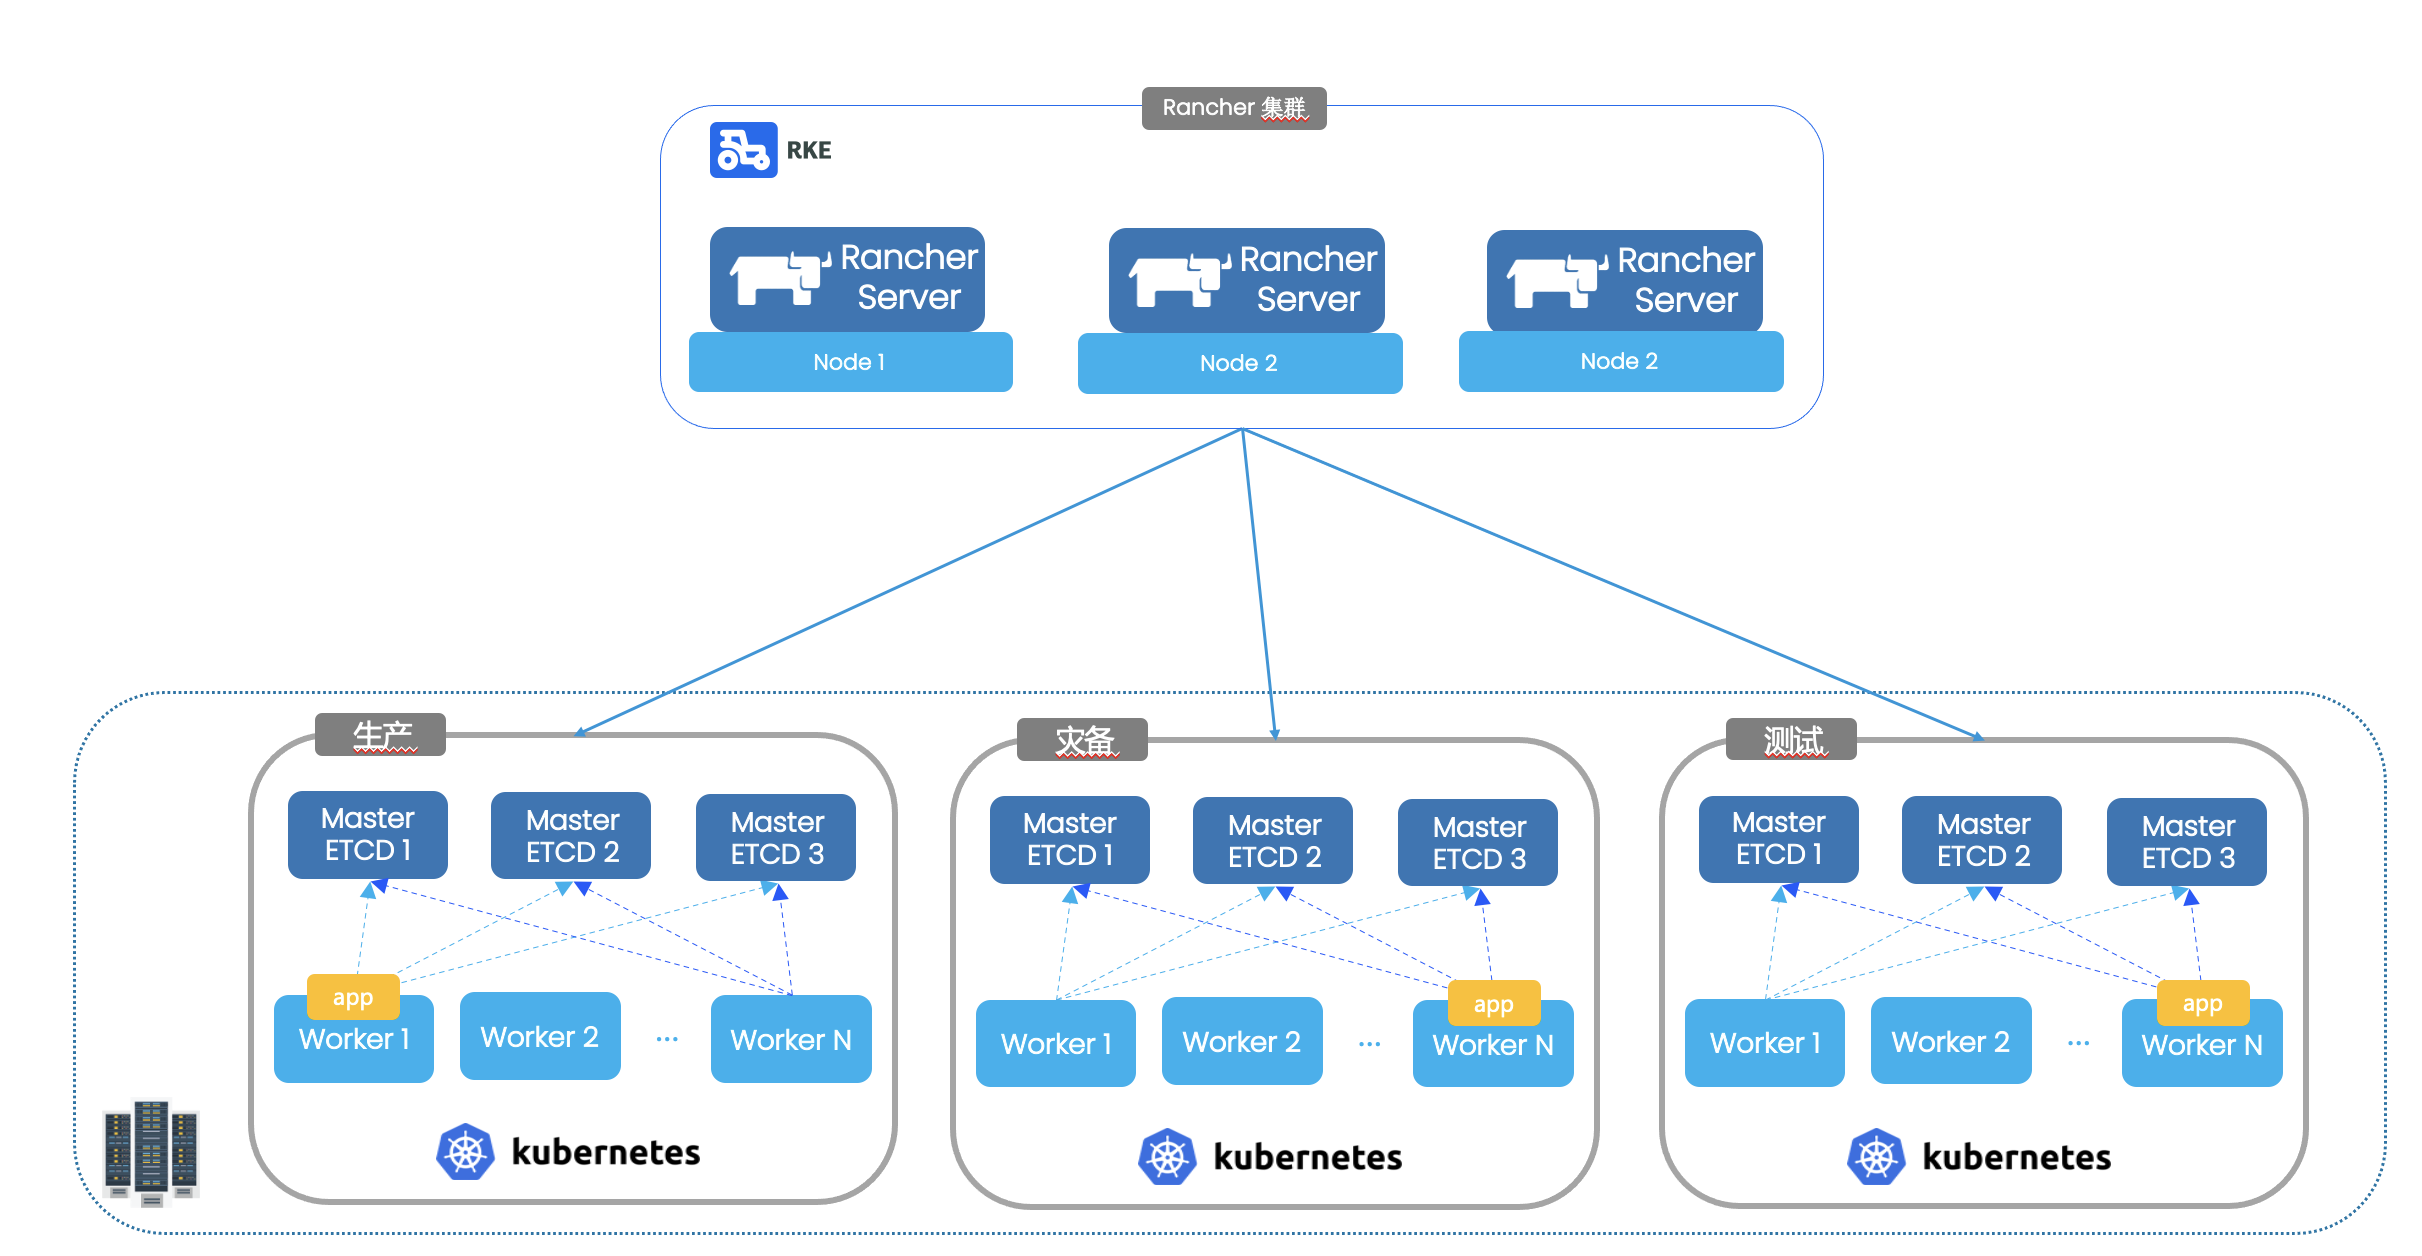 Rancher 集群
RKE
Rancher
Server
Node 1
Rancher
Server
Node 2
Rancher
Server
Node 2
生产
Master
ETCD 1
Master
ETCD 2
Master
ETCD 3
app
Worker 1
Worker 2
...
Worker N
kubernetes
灾备
Master
ETCD 1
Master
ETCD 2
Master
ETCD 3
Worker 1
Worker 2
...
app
Worker N
kubernetes
测试
Master
ETCD 1
Master
ETCD 2
Master
ETCD 3
Worker 1
Worker 2
...
app
Worker N
kubernetes